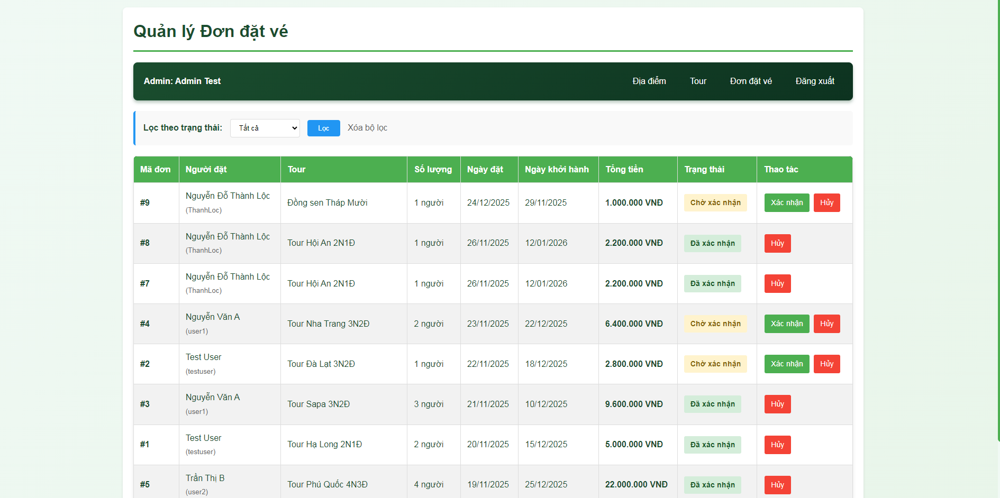 Quản lý Đơn đặt vé
Admin: Admin Test Địa điểm Tour Đơn đặt vé Đăng xuất
Lọc theo trạng thái: Tất cả Lọc Xóa bộ lọc
Mã đơn Người đặt Tour Số lượng Ngày đặt Ngày khởi hành Tổng tiền Trạng thái Thao tác
#9 Nguyễn Đỗ Thành Lộc Đồng sen Tháp Mười 1 người 24/12/2025 29/11/2025 1.000.000 VNĐ Chờ xác nhận Xác nhận Hủy
(ThanhLoc)
#8 Nguyễn Đỗ Thành Lộc Tour Hội An 2N1Đ 1 người 26/11/2025 12/01/2026 2.200.000 VNĐ Đã xác nhận Hủy
(ThanhLoc)
#7 Nguyễn Đỗ Thành Lộc Tour Hội An 2N1Đ 1 người 26/11/2025 12/01/2026 2.200.000 VNĐ Đã xác nhận Hủy
(ThanhLoc)
#4 Nguyễn Văn A Tour Nha Trang 3N2Đ 2 người 23/11/2025 22/12/2025 6.400.000 VNĐ Chờ xác nhận Xác nhận Hủy
(user1)
#2 Test User Tour Đà Lạt 3N2Đ 1 người 22/11/2025 18/12/2025 2.800.000 VNĐ Chờ xác nhận Xác nhận Hủy
(testuser)
#3 Nguyễn Văn A Tour Sapa 3N2Đ 3 người 21/11/2025 10/12/2025 9.600.000 VNĐ Đã xác nhận Hủy
(user1)
#1 Test User Tour Hạ Long 2N1Đ 2 người 20/11/2025 15/12/2025 5.000.000 VNĐ Đã xác nhận Hủy
(testuser)
#5 Trần Thị B Tour Phú Quốc 4N3Đ 4 người 19/11/2025 25/12/2025 22.000.000 VNĐ Đã xác nhận Hủy
(user2)